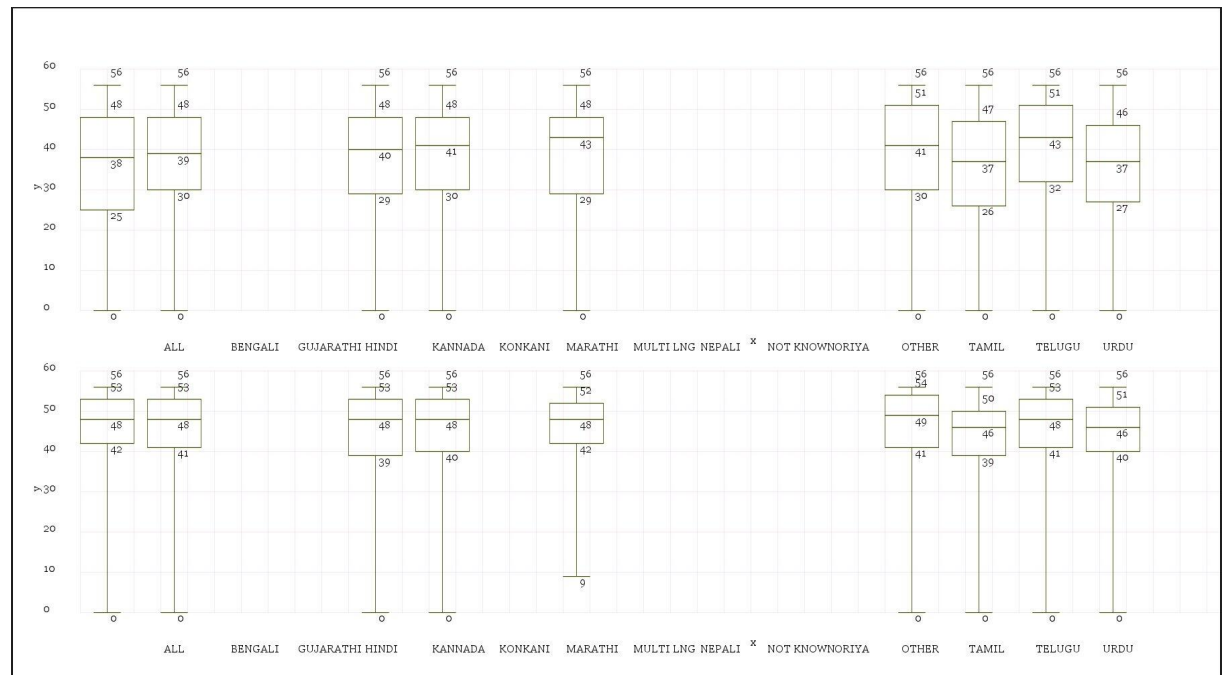 60
56 56 56 56 56 56 56 56 56
51 51
50 48 48 48 48 48 47 46
40 38 39 40 41 43 41 37 43 37
y 30 25 30 29 30 29 30 26 32 27
20
10
0
0 0 0 0 0 0 0 0 0
x
ALL BENGALI GUJARATHI HINDI KANNADA KONKANI MARATHI MULTI LNG NEPALI NOT KNOWN ORIYA OTHER TAMIL TELUGU URDU
60
56 56 56 56 56 56 56 56 56
53 53 53 53 52 54 50 53 51
50
48 48 48 48 48 49 46 48 46
40 42 41 39 40 42 41 39 41 40
y 30
20
10
9
0
0 0 0 0 0 0 0 0
x
ALL BENGALI GUJARATHI HINDI KANNADA KONKANI MARATHI MULTI LNG NEPALI NOT KNOWN ORIYA OTHER TAMIL TELUGU URDU